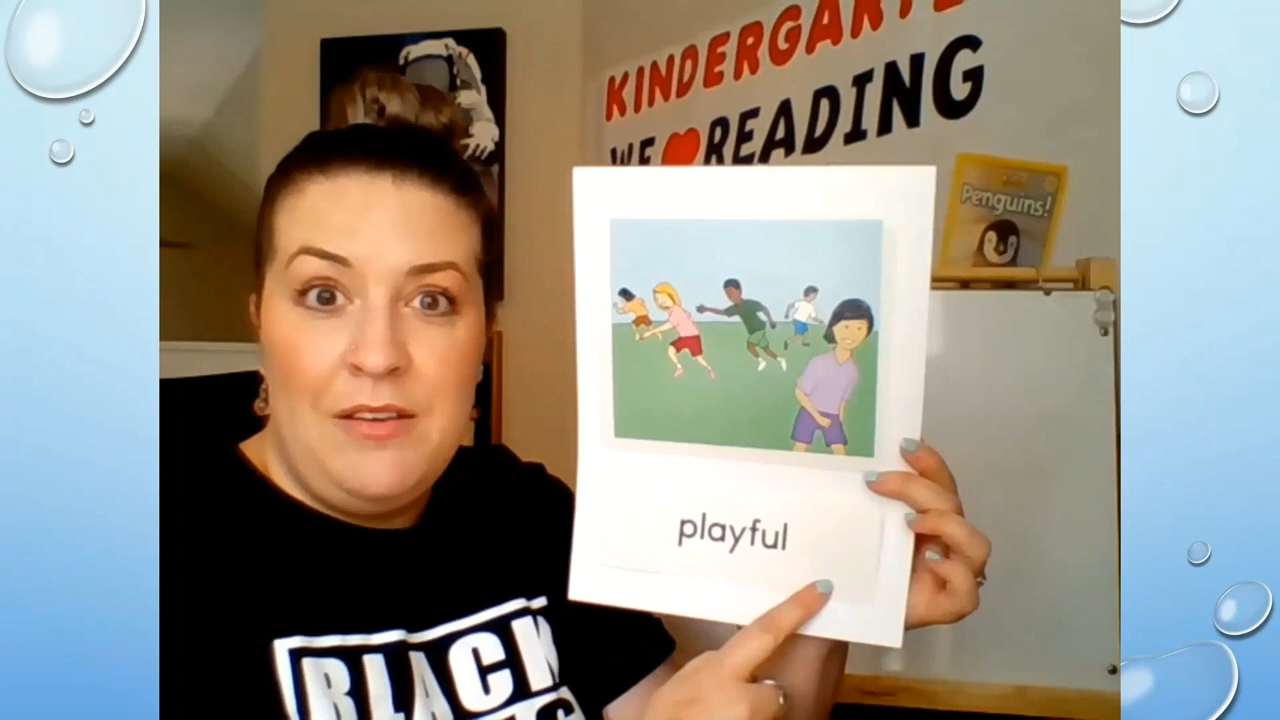 KINDERGARTE
WE ❤ READING
Penguins!
playful
BLACK